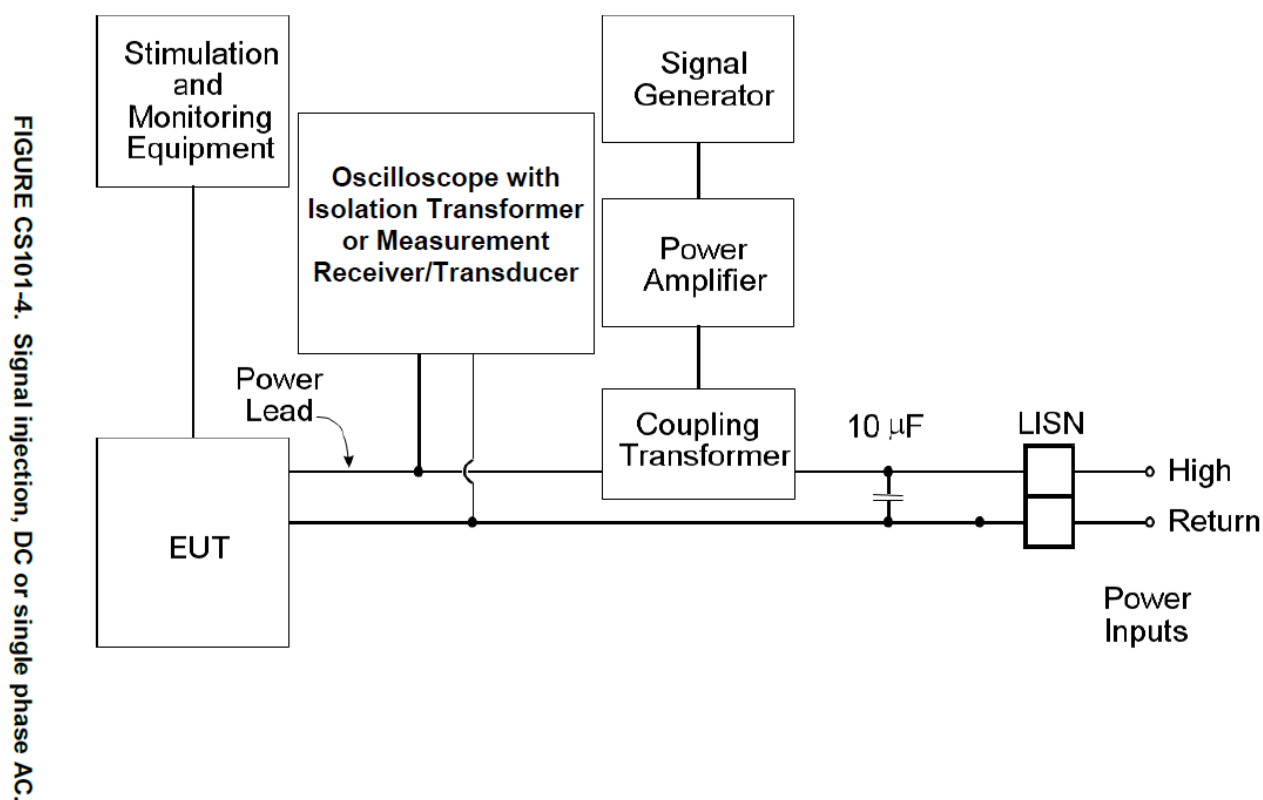 Stimulation
and
Monitoring
Equipment
Oscilloscope with
Isolation Transformer
or Measurement
Receiver/Transducer
Signal
Generator
Power
Amplifier
Coupling
Transformer
Power
Lead
EUT
10 µF
LISN
High
Return
Power
Inputs
FIGURE CS101-4. Signal injection, DC or single phase AC.